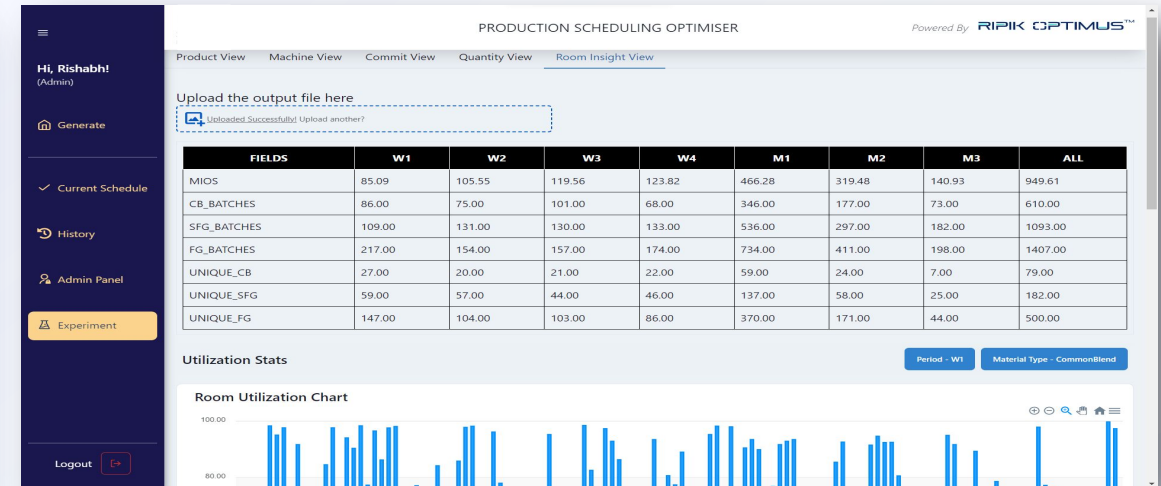 PRODUCTION SCHEDULING OPTIMISER
Powered By RIPIK OPTIMUS™
Hi, Rishabh!
(Admin)
Generate
Current Schedule
History
Admin Panel
Experiment
Logout
Product View Machine View Commit View Quantity View Room Insight View
Upload the output file here
Uploaded Successfully! Upload another?
FIELDS W1 W2 W3 W4 M1 M2 M3 ALL
MIOS 85.09 105.55 119.56 123.82 466.28 319.48 140.93 949.61
CB_BATCHES 86.00 75.00 101.00 68.00 346.00 177.00 73.00 610.00
SFG_BATCHES 109.00 131.00 130.00 133.00 536.00 297.00 182.00 1093.00
FG_BATCHES 217.00 154.00 157.00 174.00 734.00 411.00 198.00 1407.00
UNIQUE_CB 27.00 20.00 21.00 22.00 59.00 24.00 7.00 79.00
UNIQUE_SFG 59.00 57.00 44.00 46.00 137.00 58.00 25.00 182.00
UNIQUE_FG 147.00 104.00 103.00 86.00 370.00 171.00 44.00 500.00
Utilization Stats
Period - W1 Material Type - CommonBlend
Room Utilization Chart
100.00
80.00